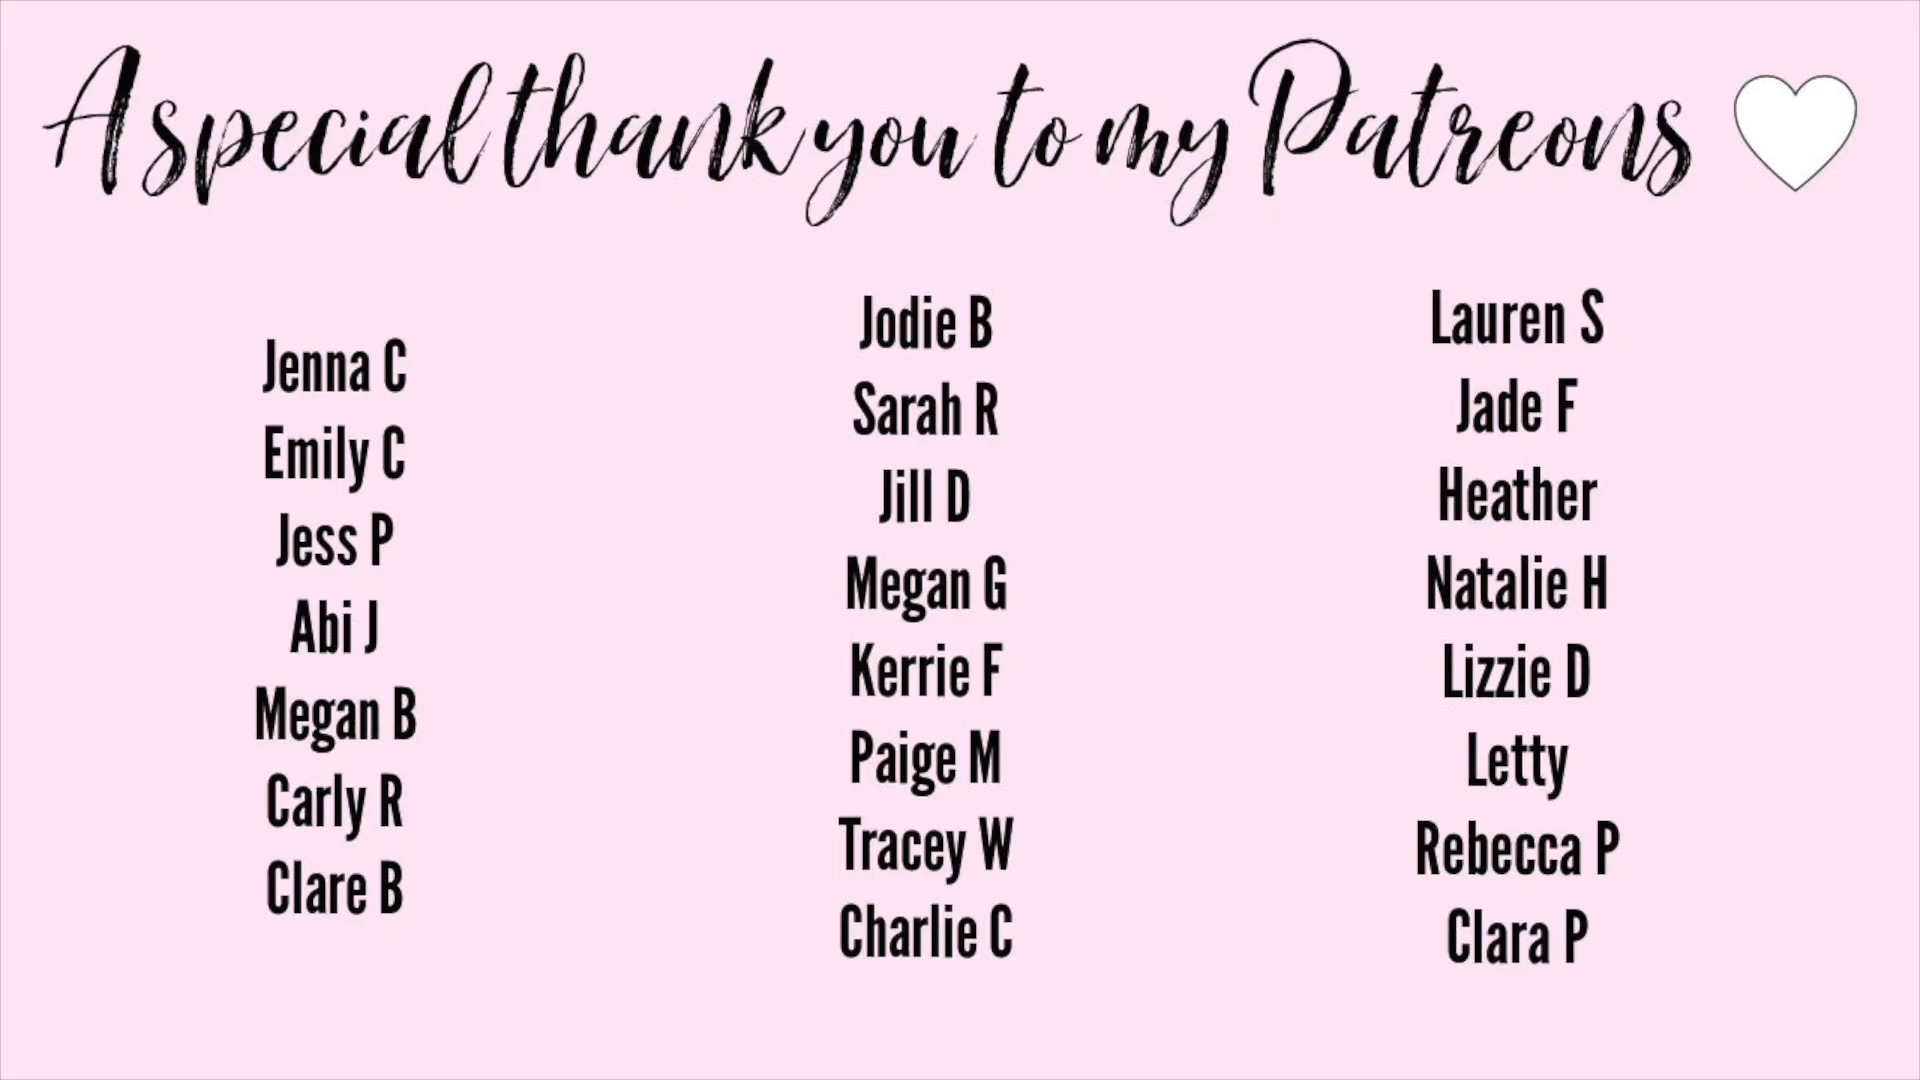 A special thank you to my Patreons
Jenna C
Emily C
Jess P
Abi J
Megan B
Carly R
Clare B
Jodie B
Sarah R
Jill D
Megan G
Kerrie F
Paige M
Tracey W
Charlie C
Lauren S
Jade F
Heather
Natalie H
Lizzie D
Letty
Rebecca P
Clara P